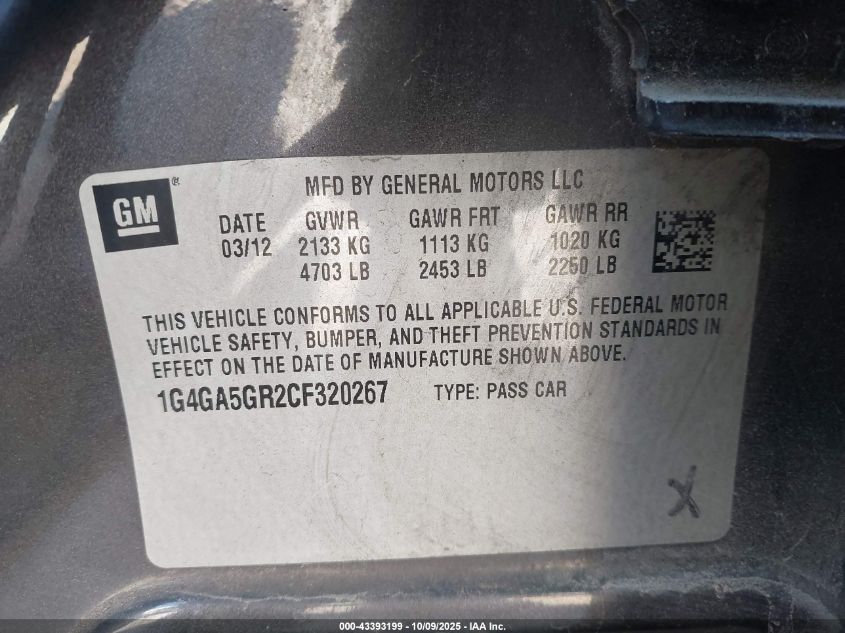 GM ®
MFD BY GENERAL MOTORS LLC
DATE GVWR GAWR FRT GAWR RR
03/12 2133 KG 1113 KG 1020 KG
4703 LB 2453 LB 2250 LB
THIS VEHICLE CONFORMS TO ALL APPLICABLE U.S. FEDERAL MOTOR
VEHICLE SAFETY, BUMPER, AND THEFT PREVENTION STANDARDS IN
EFFECT ON THE DATE OF MANUFACTURE SHOWN ABOVE.
1G4GA5GR2CF320267 TYPE: PASS CAR
X
000-43393199 - 10/09/2025 - IAA Inc.